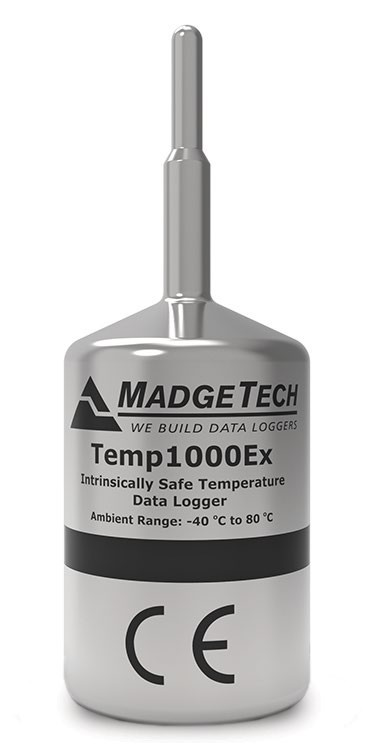 MADGETECH
WE BUILD DATA LOGGERS
Temp1000Ex
Intrinsically Safe Temperature
Data Logger
Ambient Range: -40 °C to 80 °C
CE